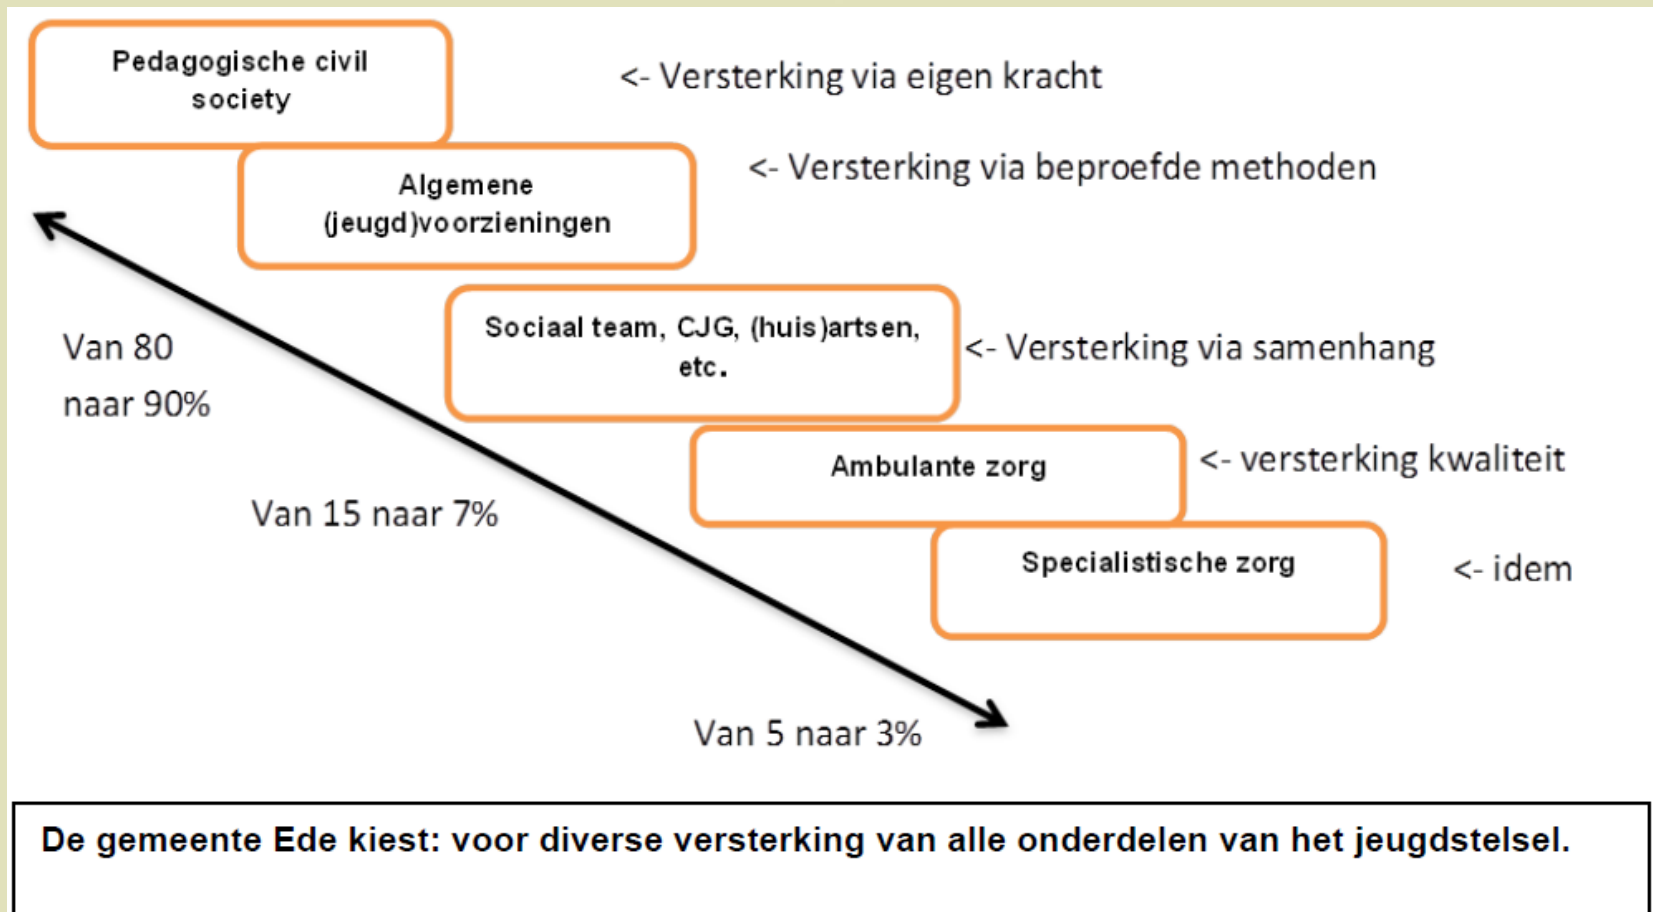 Pedagogische civil
society
<- Versterking via eigen kracht
Algemene
(jeugd)voorzieningen
<- Versterking via beproefde methoden
Sociaal team, CJG, (huis)artsen,
etc.
<- Versterking via samenhang
Van 80
naar 90%
Ambulante zorg
<- versterking kwaliteit
Van 15 naar 7%
Specialistische zorg
<- idem
Van 5 naar 3%
De gemeente Ede kiest: voor diverse versterking van alle onderdelen van het jeugdstelsel.